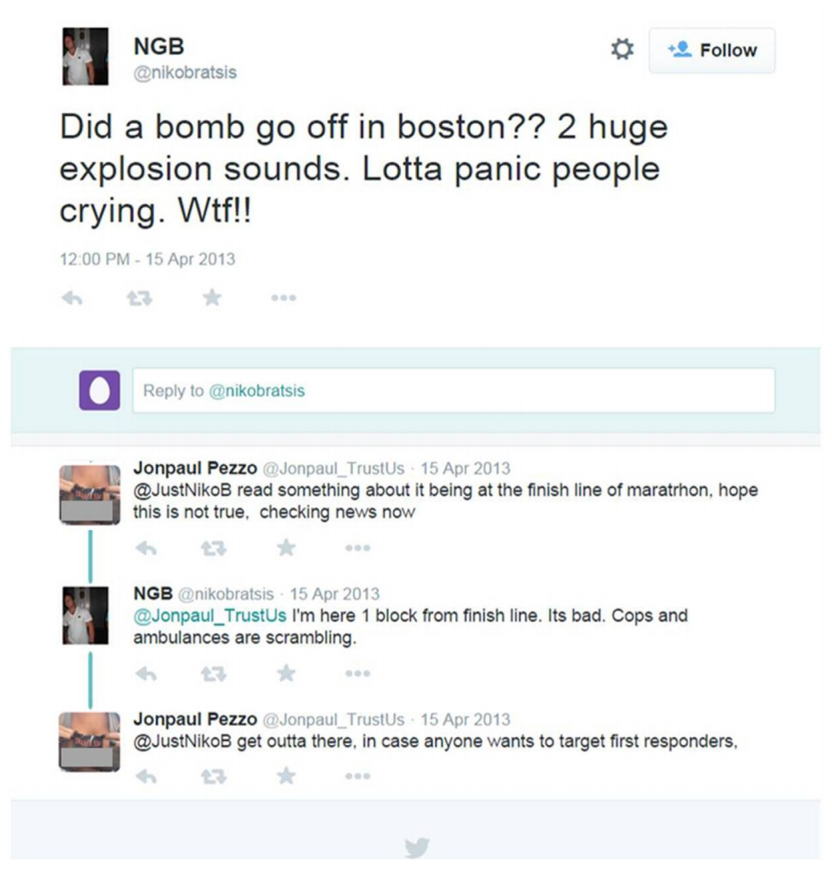 NGB
@nikobratsis
Follow
Did a bomb go off in boston?? 2 huge
explosion sounds. Lotta panic people
crying. Wtf!!
12:00 PM - 15 Apr 2013
Reply to @nikobratsis
Jonpaul Pezzo @Jonpaul_TrustUs · 15 Apr 2013
@JustNikoB read something about it being at the finish line of maratrhon, hope
this is not true, checking news now
NGB @nikobratsis · 15 Apr 2013
@Jonpaul_TrustUs I'm here 1 block from finish line. Its bad. Cops and
ambulances are scrambling.
Jonpaul Pezzo @Jonpaul_TrustUs · 15 Apr 2013
@JustNikoB get outta there, in case anyone wants to target first responders,